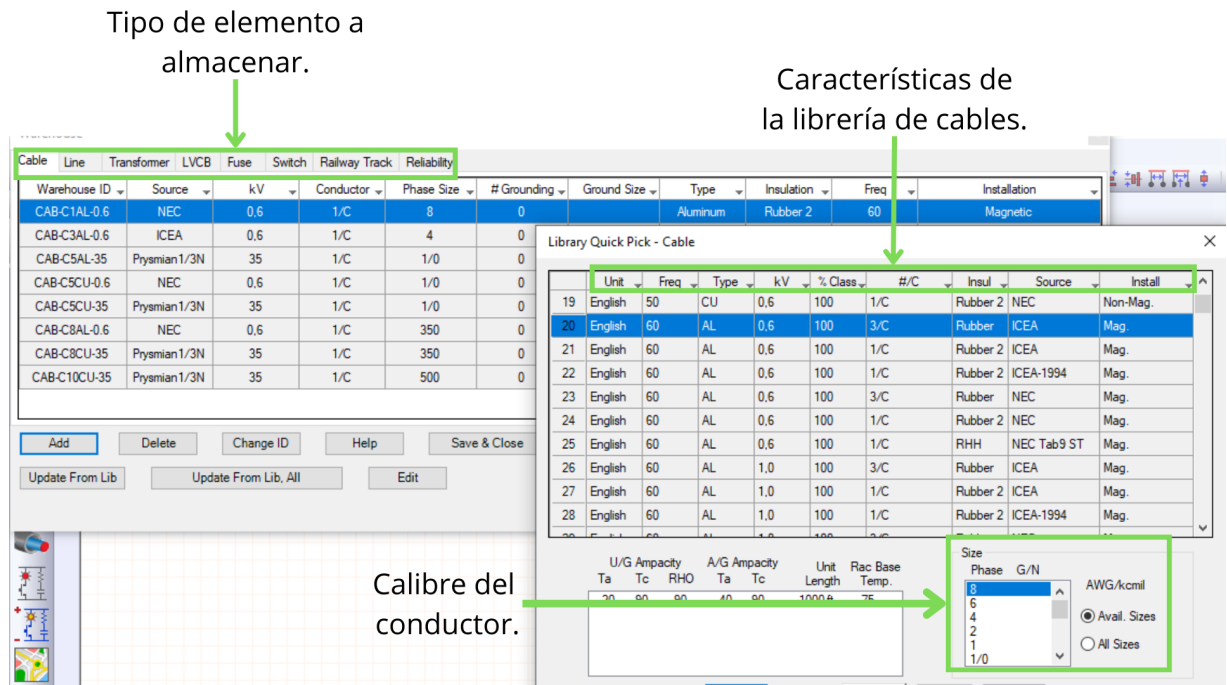 Tipo de elemento a
almacenar.
Características de
la librería de cables.
Cable Line Transformer LVCB Fuse Switch Railway Track Reliability
Warehouse ID Source kV Conductor Phase Size # Grounding Ground Size Type Insulation Freq Installation
CAB-C1AL-0.6 NEC 0,6 1/C 8 0 Aluminum Rubber 2 60 Magnetic
CAB-C3AL-0.6 ICEA 0,6 1/C 4 0
CAB-C5AL-35 Prysmian1/3N 35 1/C 1/0 0
CAB-C5CU-0.6 NEC 0,6 1/C 1/0 0
CAB-C5CU-35 Prysmian1/3N 35 1/C 1/0 0
CAB-C8AL-0.6 NEC 0,6 1/C 350 0
CAB-C8CU-35 Prysmian1/3N 35 1/C 350 0
CAB-C10CU-35 Prysmian1/3N 35 1/C 500 0
Add Delete Change ID Help Save & Close
Update From Lib Update From Lib, All Edit
Library Quick Pick - Cable
Unit Freq Type kV % Class #/C Insul Source Install
19 English 50 CU 0,6 100 1/C Rubber 2 NEC Non-Mag.
20 English 60 AL 0,6 100 3/C Rubber ICEA Mag.
21 English 60 AL 0,6 100 1/C Rubber 2 ICEA Mag.
22 English 60 AL 0,6 100 1/C Rubber 2 ICEA-1994 Mag.
23 English 60 AL 0,6 100 3/C Rubber NEC Mag.
24 English 60 AL 0,6 100 1/C Rubber 2 NEC Mag.
25 English 60 AL 0,6 100 1/C RHH NEC Tab9 ST Mag.
26 English 60 AL 1,0 100 3/C Rubber ICEA Mag.
27 English 60 AL 1,0 100 1/C Rubber 2 ICEA Mag.
28 English 60 AL 1,0 100 1/C Rubber 2 ICEA-1994 Mag.
U/G Ampacity A/G Ampacity Unit Rac Base
Ta Tc RHO Ta Tc Length Temp.
20 90 90 40 90 1000 ft 75
Size
Phase G/N
AWG/kcmil
8
6
4
2
1
1/0
Avail. Sizes
All Sizes
Calibre del
conductor.